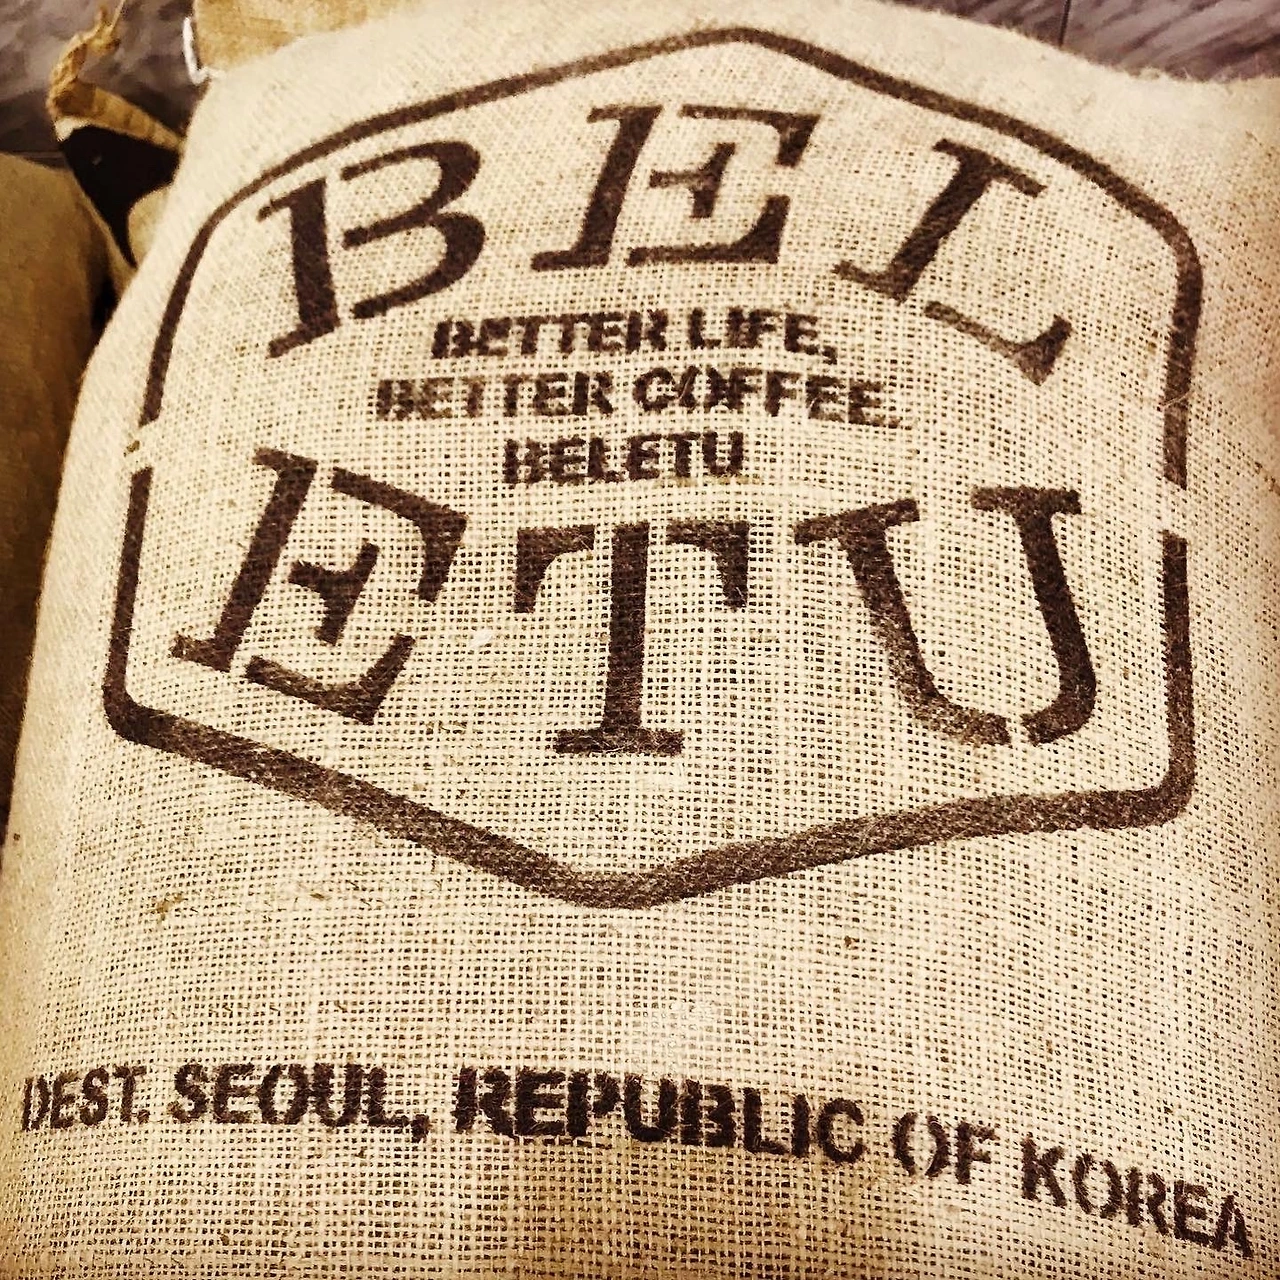 BEL
BETTER LIFE,
BETTER COFFEE.
BELETU
ETU
DEST. SEOUL, REPUBLIC OF KOREA